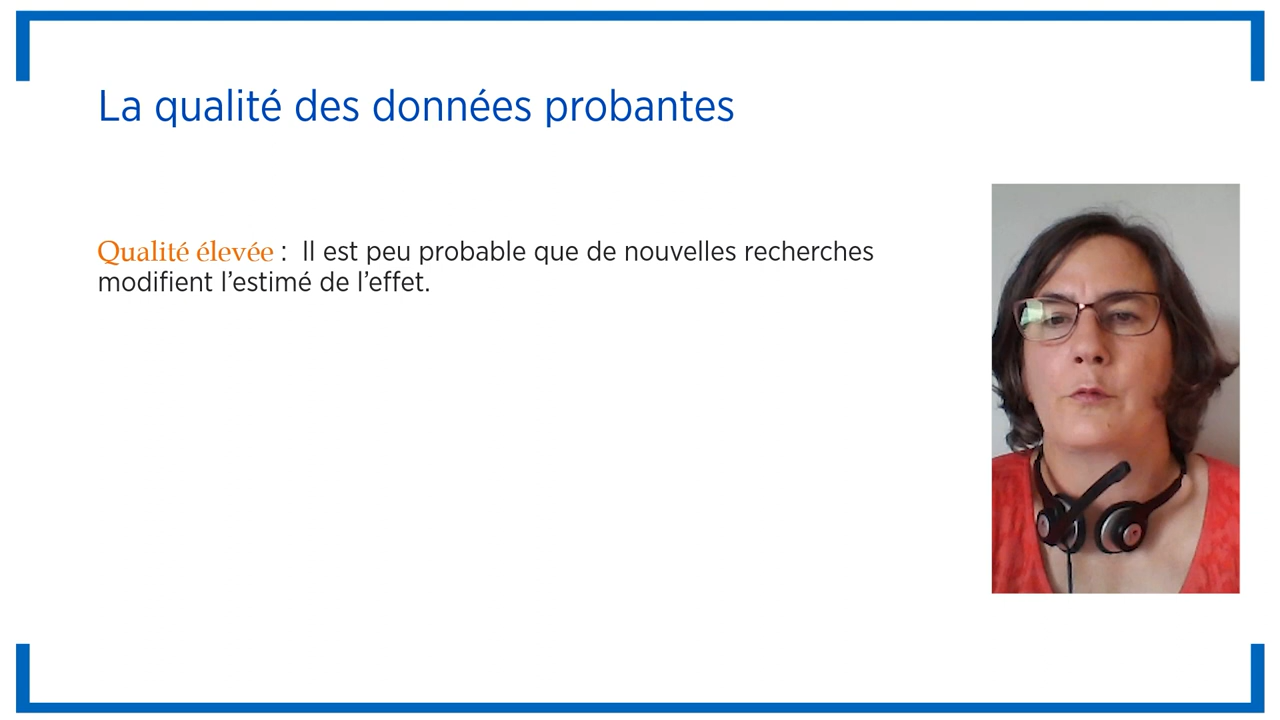 La qualité des données probantes
Qualité élevée :  Il est peu probable que de nouvelles recherches
modifient l’estimé de l’effet.